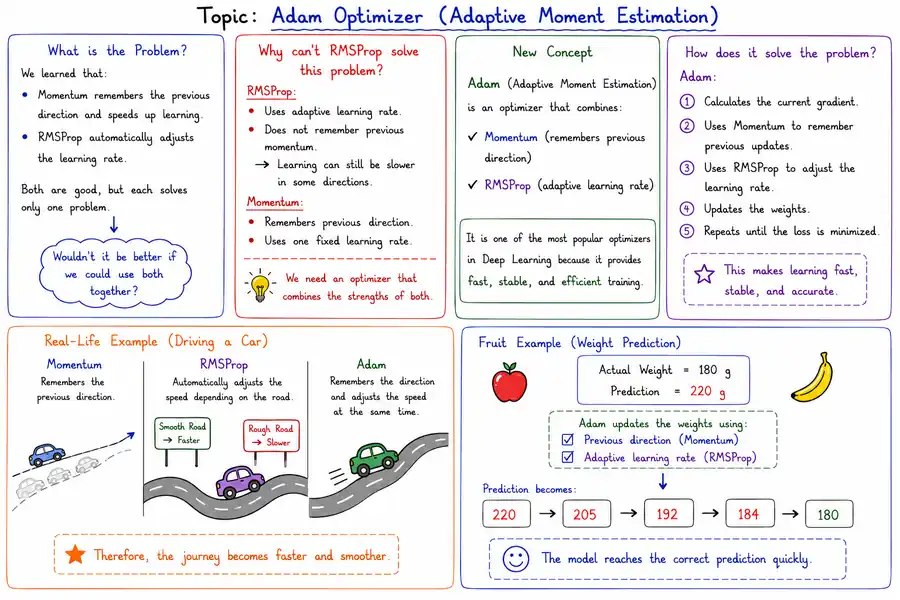 Topic: Adam Optimizer (Adaptive Moment Estimation)
What is the Problem?
We learned that:
• Momentum remembers the previous
direction and speeds up learning.
• RMSProp automatically adjusts
the learning rate.
Both are good, but each solves
only one problem.
Wouldn't it be better if
we could use both
together?
Why can't RMSProp solve
this problem?
RMSProp:
• Uses adaptive learning rate.
• Does not remember previous
momentum.
→ Learning can still be slower
in some directions.
Momentum:
• Remembers previous direction.
• Uses one fixed learning rate.
We need an optimizer that
combines the strengths of both.
New Concept
Adam (Adaptive Moment Estimation)
is an optimizer that combines:
✓ Momentum (remembers previous
direction)
✓ RMSProp (adaptive learning rate)
It is one of the most popular optimizers
in Deep Learning because it provides
fast, stable, and efficient training.
How does it solve the problem?
Adam:
① Calculates the current gradient.
② Uses Momentum to remember
previous updates.
③ Uses RMSProp to adjust the
learning rate.
④ Updates the weights.
⑤ Repeats until the loss is minimized.
This makes learning fast,
stable, and accurate.
Real-Life Example (Driving a Car)
Momentum
Remembers the
previous direction.
RMSProp
Automatically adjusts the
speed depending on the road.
Smooth Road
→ Faster
Rough Road
→ Slower
Adam
Remembers the direction
and adjusts the speed
at the same time.
Therefore, the journey becomes faster and smoother.
Fruit Example (Weight Prediction)
Actual Weight = 180 g
Prediction = 220 g
Adam updates the weights using:
☑ Previous direction (Momentum)
☑ Adaptive learning rate (RMSProp)
Prediction becomes:
220 → 205 → 192 → 184 → 180
The model reaches the correct prediction quickly.